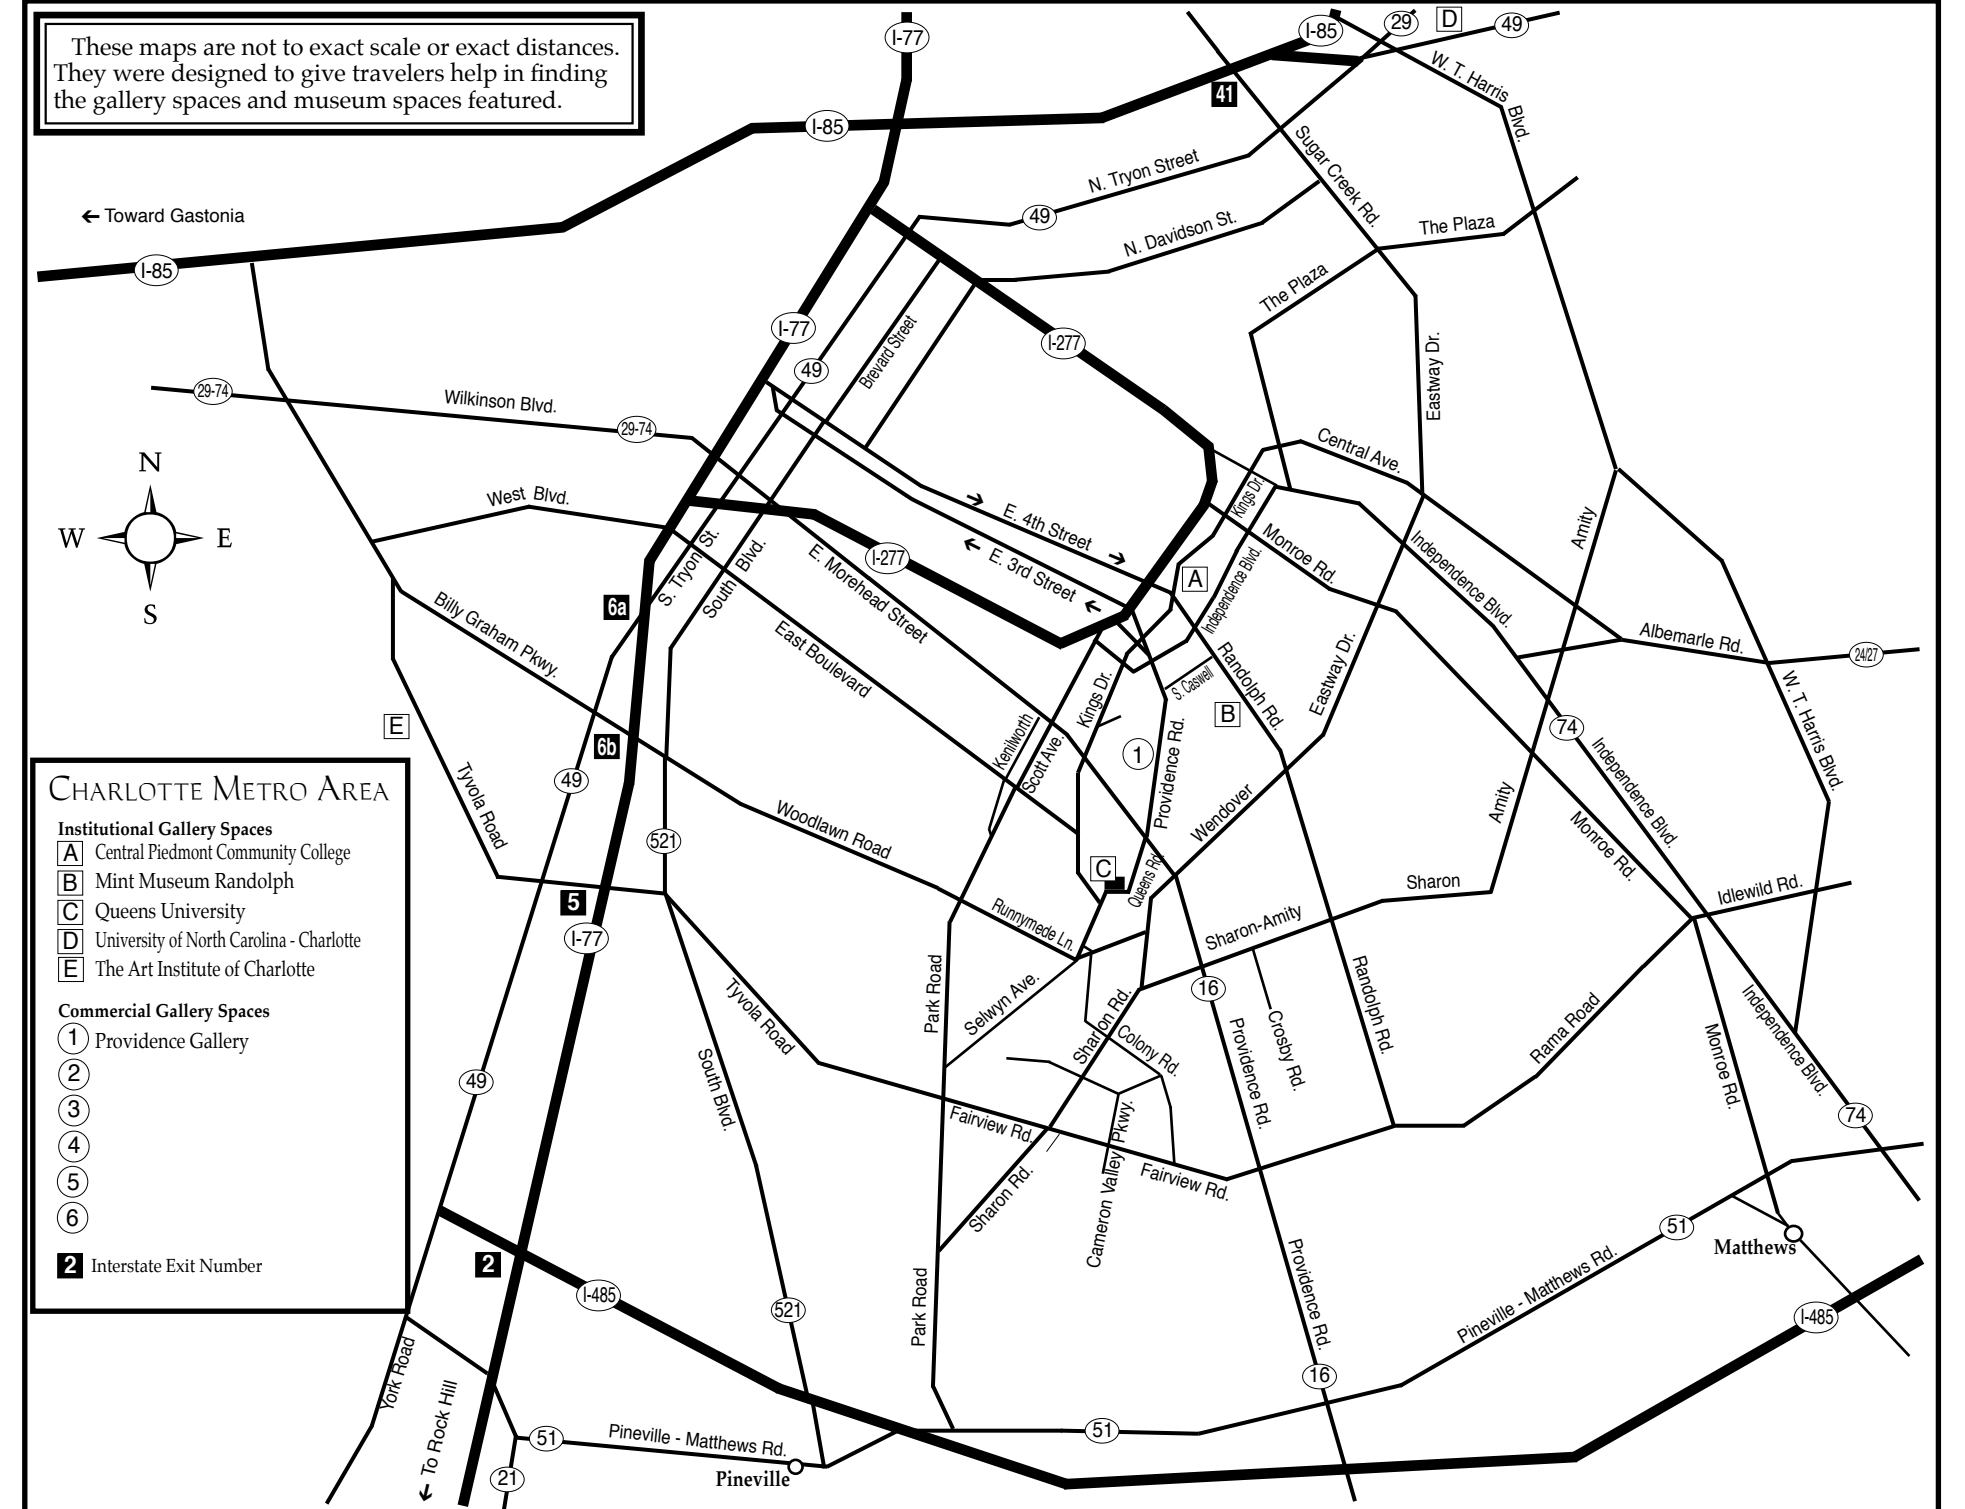 These maps are not to exact scale or exact distances.
They were designed to give travelers help in finding
the gallery spaces and museum spaces featured.
I-77
I-85
29
D
49
W. T. Harris
Blvd.
41
I-85
Sugar Creek Rd.
N. Tryon Street
49
N. Davidson St.
The Plaza
← Toward Gastonia
I-85
The Plaza
I-77
I-277
49
Brevard Street
Eastway Dr.
29-74
Wilkinson Blvd.
29-74
Central Ave.
N
W
E
S
West Blvd.
Kings Dr.
E. 4th Street
→
→
←
E. 3rd Street
←
Monroe Rd.
Independence Blvd.
Amity
S. Tryon St.
South Blvd.
I-277
E. Morehead Street
A
Independence Blvd.
6a
Billy Graham Pkwy.
East Boulevard
Albemarle Rd.
24/27
Randolph Rd.
Eastway Dr.
S. Caswell
Kings Dr.
B
W. T. Harris Blvd.
E
6b
Kenilworth
Scott Ave.
1
Providence Rd.
74
Independence Blvd.
Tyvola Road
49
Woodlawn Road
521
Wendover
Amity
Monroe Rd.
C
Queens Rd.
Sharon
Idlewild Rd.
5
I-77
Runnymede Ln.
Sharon-Amity
Charlotte Metro Area
Institutional Gallery Spaces
A Central Piedmont Community College
B Mint Museum Randolph
C Queens University
D University of North Carolina - Charlotte
E The Art Institute of Charlotte
Commercial Gallery Spaces
1 Providence Gallery
2
3
4
5
6
2 Interstate Exit Number
Tyvola Road
Park Road
Selwyn Ave.
Sharon Rd.
16
Randolph Rd.
Colony Rd.
Crosby Rd.
Providence Rd.
Rama Road
Monroe Rd.
Independence Blvd.
74
49
South Blvd.
Fairview Rd.
Cameron Valley Pkwy.
Fairview Rd.
Sharon Rd.
51
Matthews
2
I-485
521
Park Road
Providence Rd.
Pineville - Matthews Rd.
I-485
York Road
← To Rock Hill
16
51
Pineville - Matthews Rd.
51
Pineville
21